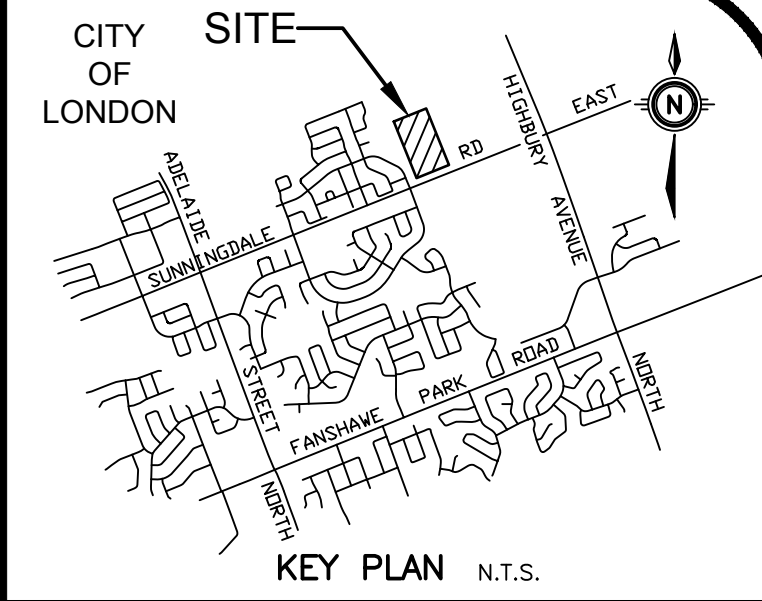 CITY
OF
LONDON
SITE
HIGHBURY
AVENUE
NORTH
SUNNINGDALE
RD
EAST
N
ADELAIDE
STREET
NORTH
FANSHAWE
PARK
ROAD
KEY PLAN N.T.S.